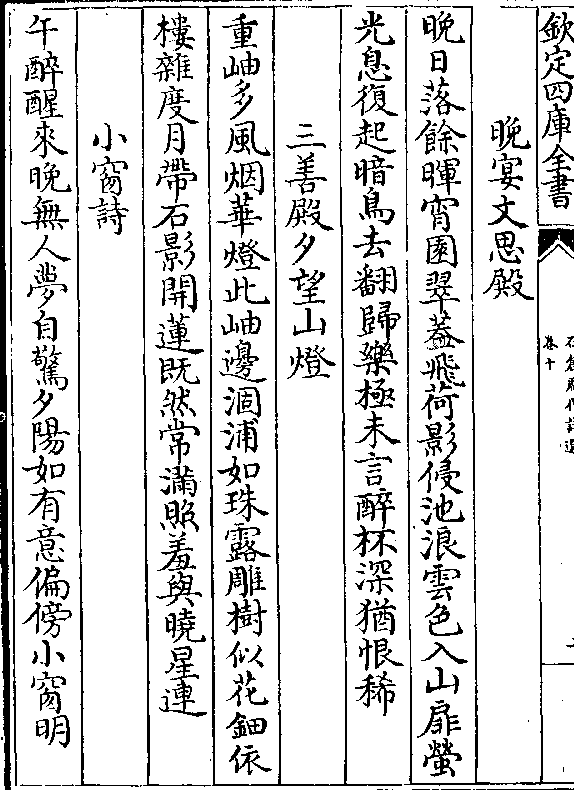 欽定四庫全書
石倉歷代詩選
卷十
晚宴文思殿
晚日落餘暉宵園翠蓋飛荷影侵池浪雲色入山扉螢
光息復起暗鳥去翻歸樂極未言醉杯深猶恨稀
三善殿夕望山燈
重岫多風烟華燈此岫邊涸浦如珠露雕樹似花鈿依
樓雜度月帶石影開蓮既然常滿照羞與曉星連
小窗詩
午醉醒來晚無人夢自驚夕陽如有意偏傍小窗明